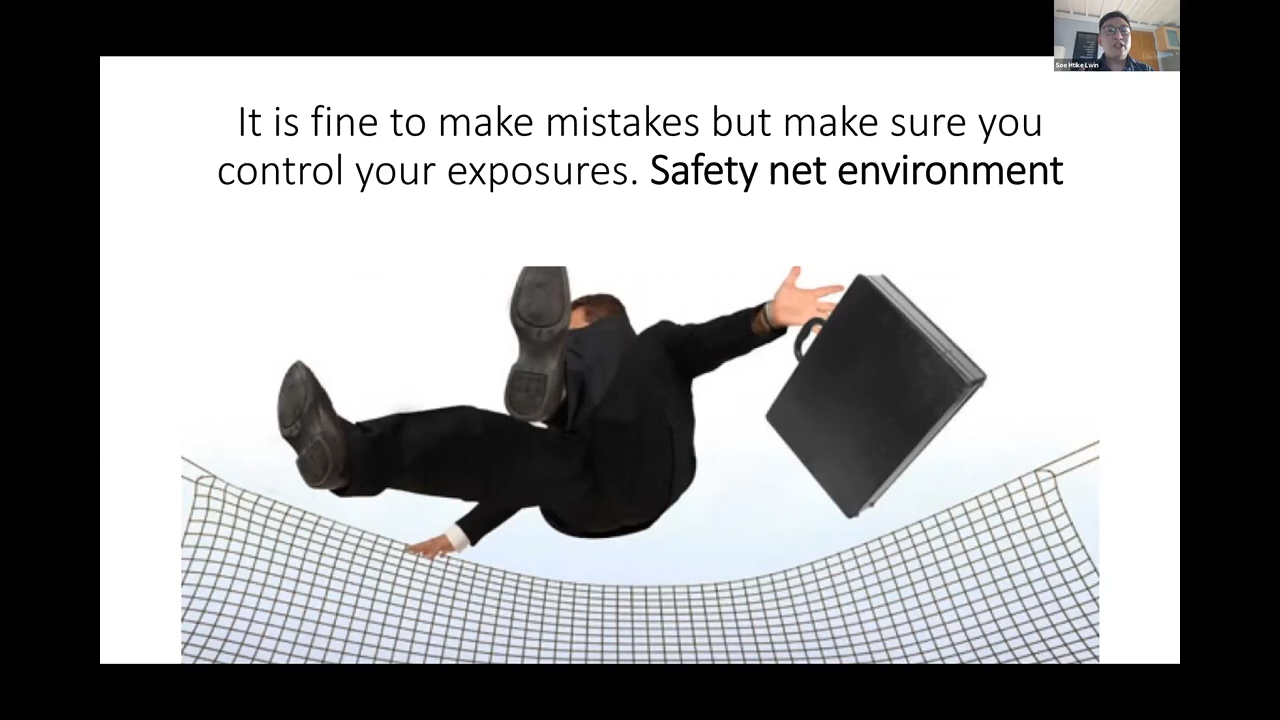 Soe Htike Lwin
It is fine to make mistakes but make sure you
control your exposures. Safety net environment